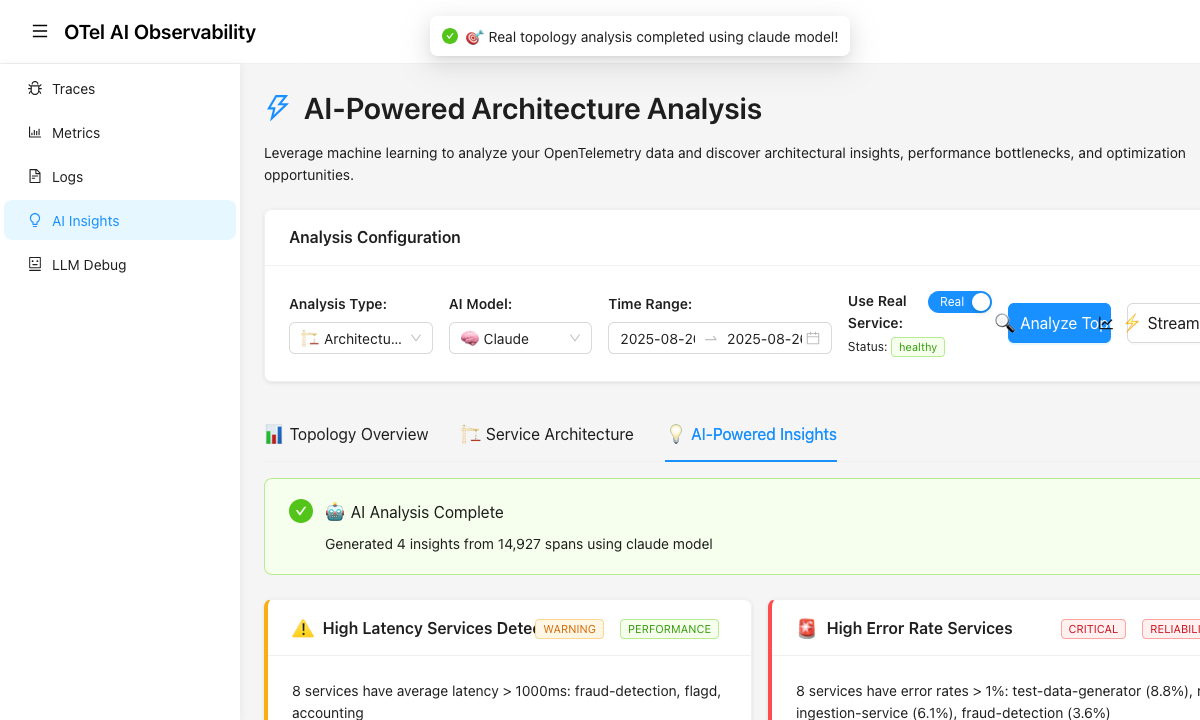 OTel AI Observability
Real topology analysis completed using claude model!
Traces
Metrics
Logs
AI Insights
LLM Debug
AI-Powered Architecture Analysis
Leverage machine learning to analyze your OpenTelemetry data and discover architectural insights, performance bottlenecks, and optimization
opportunities.
Analysis Configuration
Analysis Type:
Architectu...
AI Model:
Claude
Time Range:
2025-08-2
2025-08-2
Use Real
Service:
Real
Status: healthy
Analyze To
Stream
Topology Overview
Service Architecture
AI-Powered Insights
AI Analysis Complete
Generated 4 insights from 14,927 spans using claude model
High Latency Services Dete
WARNING
PERFORMANCE
8 services have average latency > 1000ms: fraud-detection, flagd,
accounting
High Error Rate Services
CRITICAL
RELIABILI
8 services have error rates > 1%: test-data-generator (8.8%),
ingestion-service (6.1%), fraud-detection (3.6%)